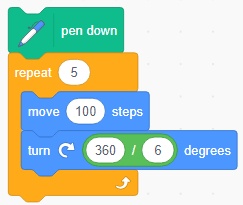 pen down
repeat 5
move 100 steps
turn 360 / 6 degrees